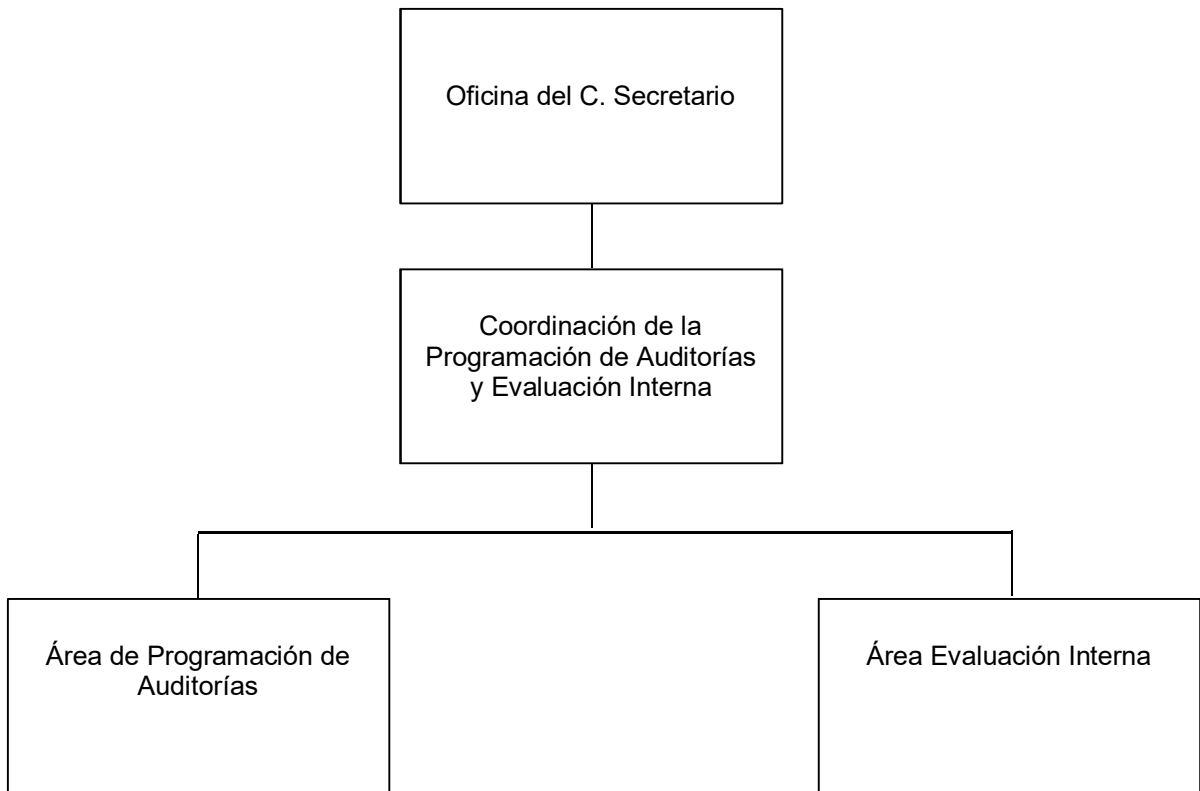 Oficina del C. Secretario
Coordinación de la
Programación de Auditorías
y Evaluación Interna
Área de Programación de
Auditorías
Área Evaluación Interna